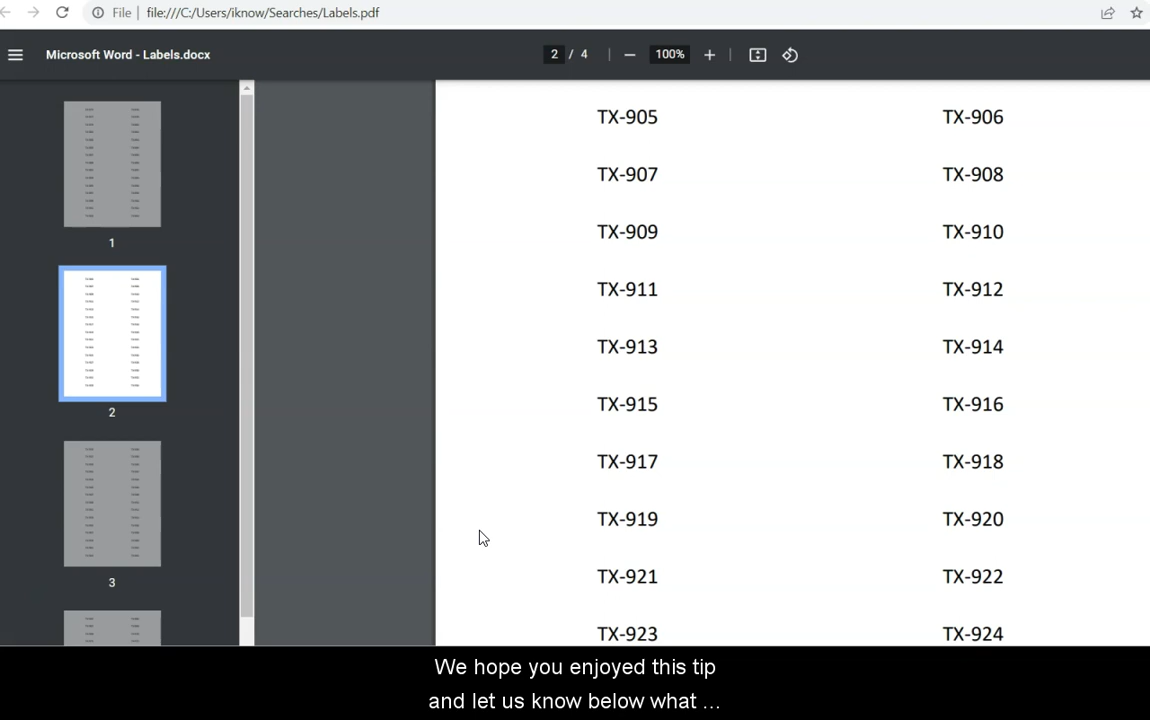 File
file:///C:/Users/iknow/Searches/Labels.pdf
Microsoft Word - Labels.docx
2 / 4
100%
1
2
3
TX-905 TX-906
TX-907 TX-908
TX-909 TX-910
TX-911 TX-912
TX-913 TX-914
TX-915 TX-916
TX-917 TX-918
TX-919 TX-920
TX-921 TX-922
TX-923 TX-924
We hope you enjoyed this tip
and let us know below what ...